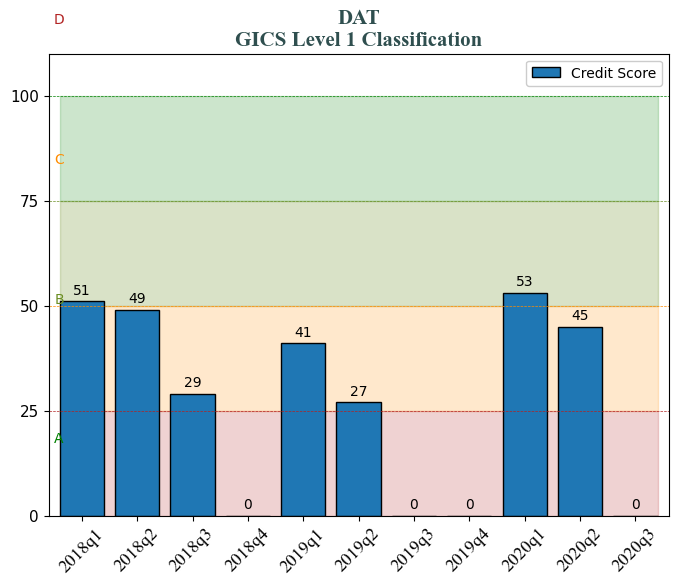 D
DAT
GICS Level 1 Classification
Credit Score
100
C
75
B
51
49
53
50
45
41
29
27
25
A
0
0
0
0
0
2018q1
2018q2
2018q3
2018q4
2019q1
2019q2
2019q3
2019q4
2020q1
2020q2
2020q3